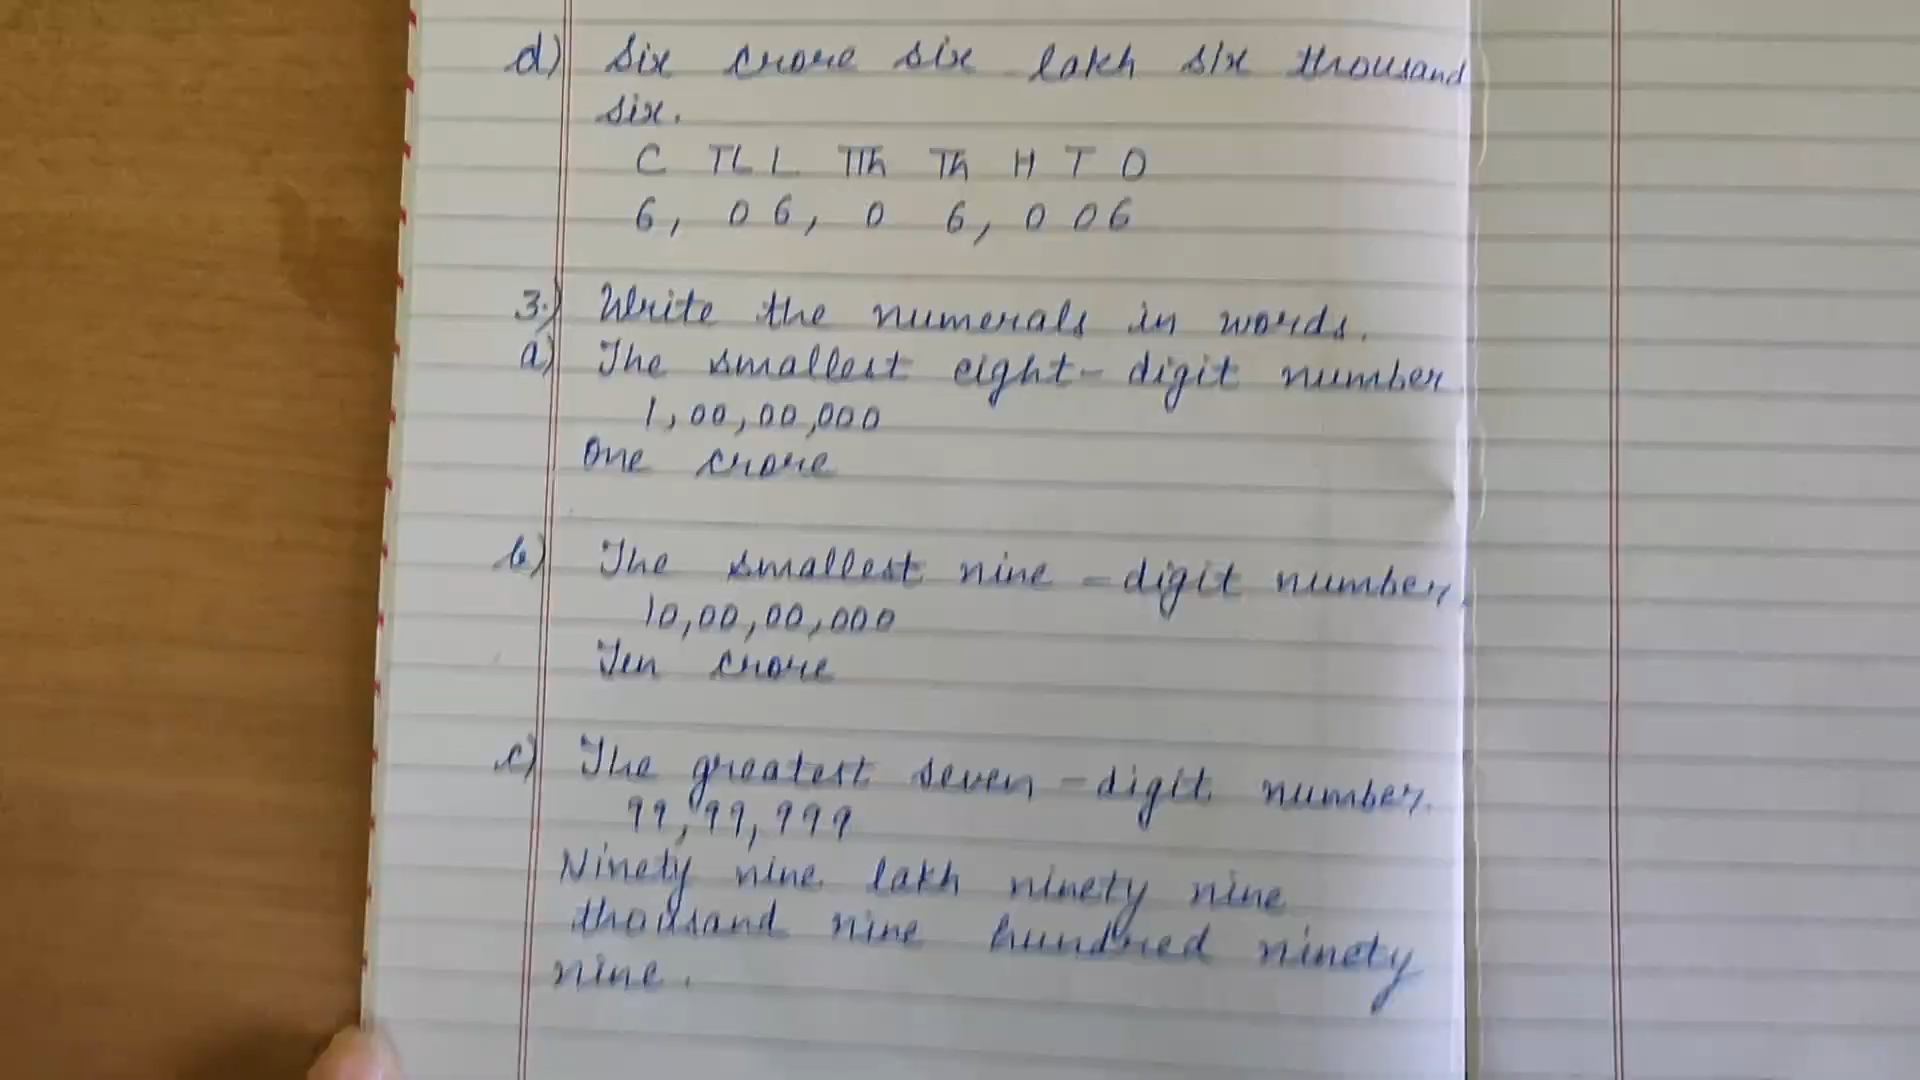 d) Six crore six lakh six thousand
six.
C TL L TTh Th H T O
6, 0 6, 0 6, 0 0 6
3.) Write the numerals in words.
a) The smallest eight-digit number
1,00,00,000
One crore
b) The smallest nine-digit number.
10,00,00,000
Ten crore
c) The greatest seven-digit number.
99,99,999
Ninety nine lakh ninety nine
thousand nine hundred ninety
nine.